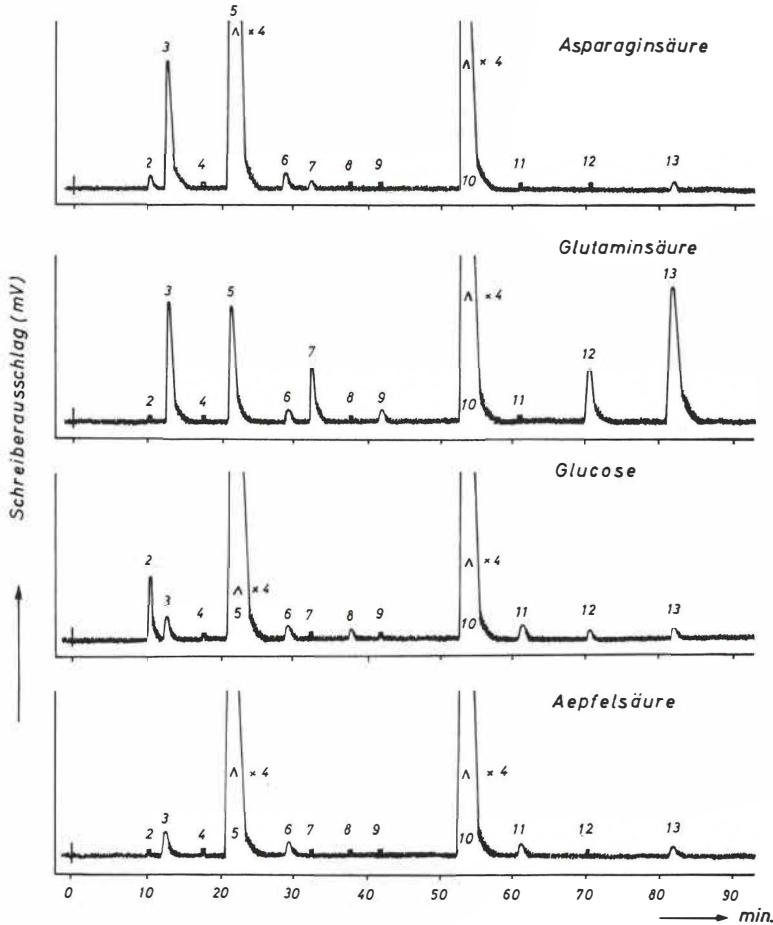 5
3 ∧ × 4 Asparaginsäure
∧ × 4
2 4 6 7 8 9 10 11 12 13
Glutaminsäure
3 5 13
∧ × 4
7 12
2 4 6 8 9 10 11
Glucose
2 ∧ × 4
∧ × 4
3 4 5 6 7 8 9 10 11 12 13
Aepfelsäure
∧ × 4 ∧ × 4
3
2 4 5 6 7 8 9 10 11 12 13
0 10 20 30 40 50 60 70 80 90
min.
Schreiberausschlag (mV)